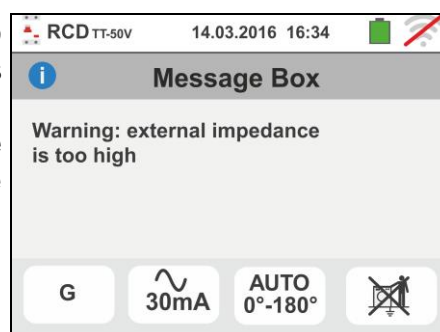 RCD TT-50V 14.03.2016 16:34
Message Box
Warning: external impedance
is too high
G 30mA AUTO
0°-180°